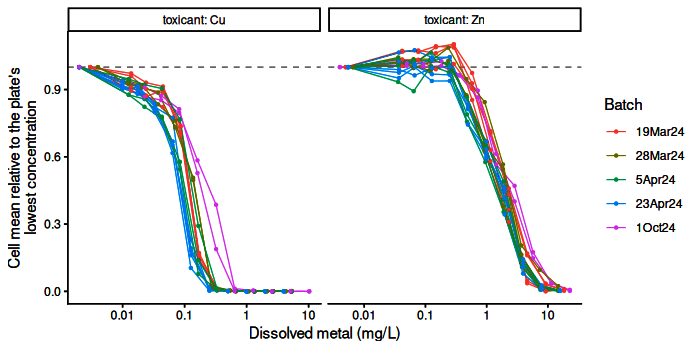 toxicant: Cu
toxicant: Zn
Cell mean relative to the plate's
lowest concentration
0.9
0.6
0.3
0.0
0.01
0.1
1
10
0.01
0.1
1
10
Dissolved metal (mg/L)
Batch
19Mar24
28Mar24
5Apr24
23Apr24
1Oct24